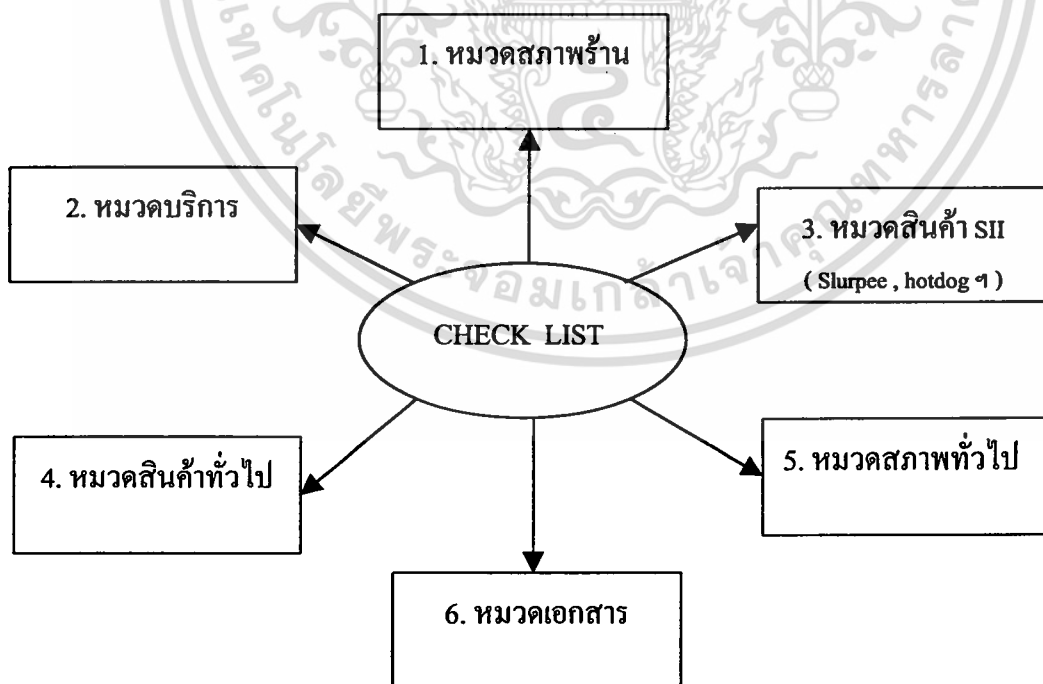 1. หมวดสภาพร้าน
2. หมวดบริการ
3. หมวดสินค้า SII
( Slurpee , hotdog ฯ )
CHECK LIST
4. หมวดสินค้าทั่วไป
5. หมวดสภาพทั่วไป
6. หมวดเอกสาร